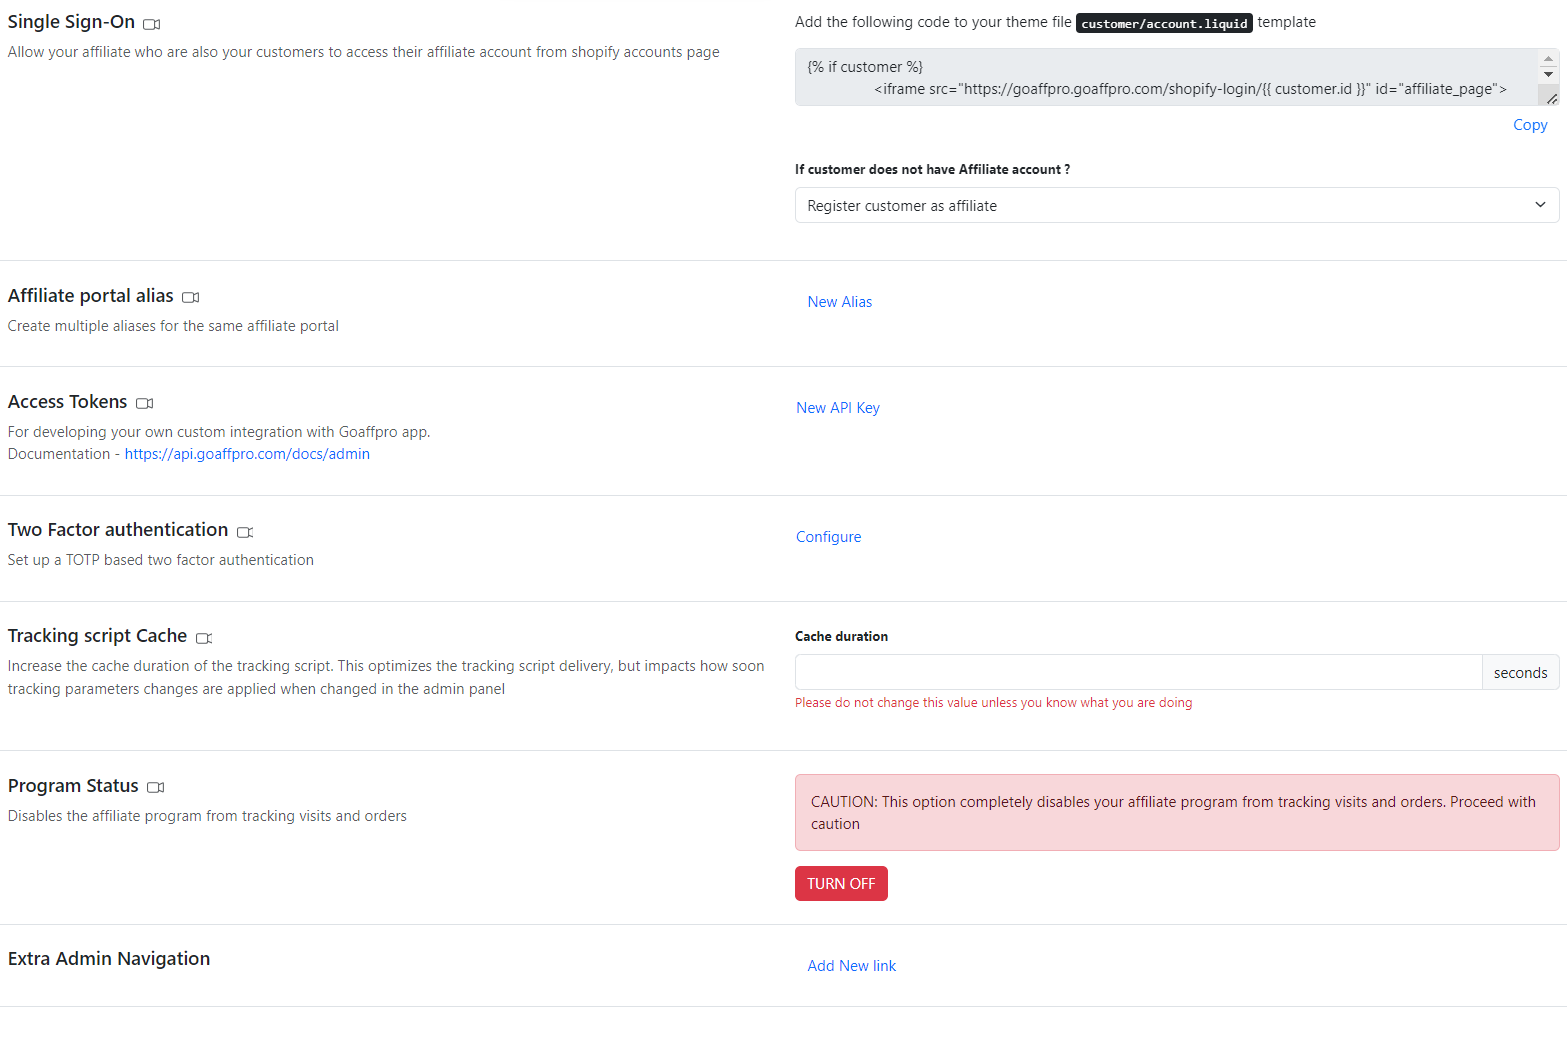 Single Sign-On
Allow your affiliate who are also your customers to access their affiliate account from shopify accounts page
Add the following code to your theme file customer/account.liquid template
{% if customer %}
<iframe src="https://goaffpro.goaffpro.com/shopify-login/{{ customer.id }}" id="affiliate_page">
Copy
If customer does not have Affiliate account ?
Register customer as affiliate
Affiliate portal alias
Create multiple aliases for the same affiliate portal
New Alias
Access Tokens
For developing your own custom integration with Goaffpro app.
Documentation - https://api.goaffpro.com/docs/admin
New API Key
Two Factor authentication
Set up a TOTP based two factor authentication
Configure
Tracking script Cache
Increase the cache duration of the tracking script. This optimizes the tracking script delivery, but impacts how soon
tracking parameters changes are applied when changed in the admin panel
Cache duration
seconds
Please do not change this value unless you know what you are doing
Program Status
Disables the affiliate program from tracking visits and orders
CAUTION: This option completely disables your affiliate program from tracking visits and orders. Proceed with
caution
TURN OFF
Extra Admin Navigation
Add New link